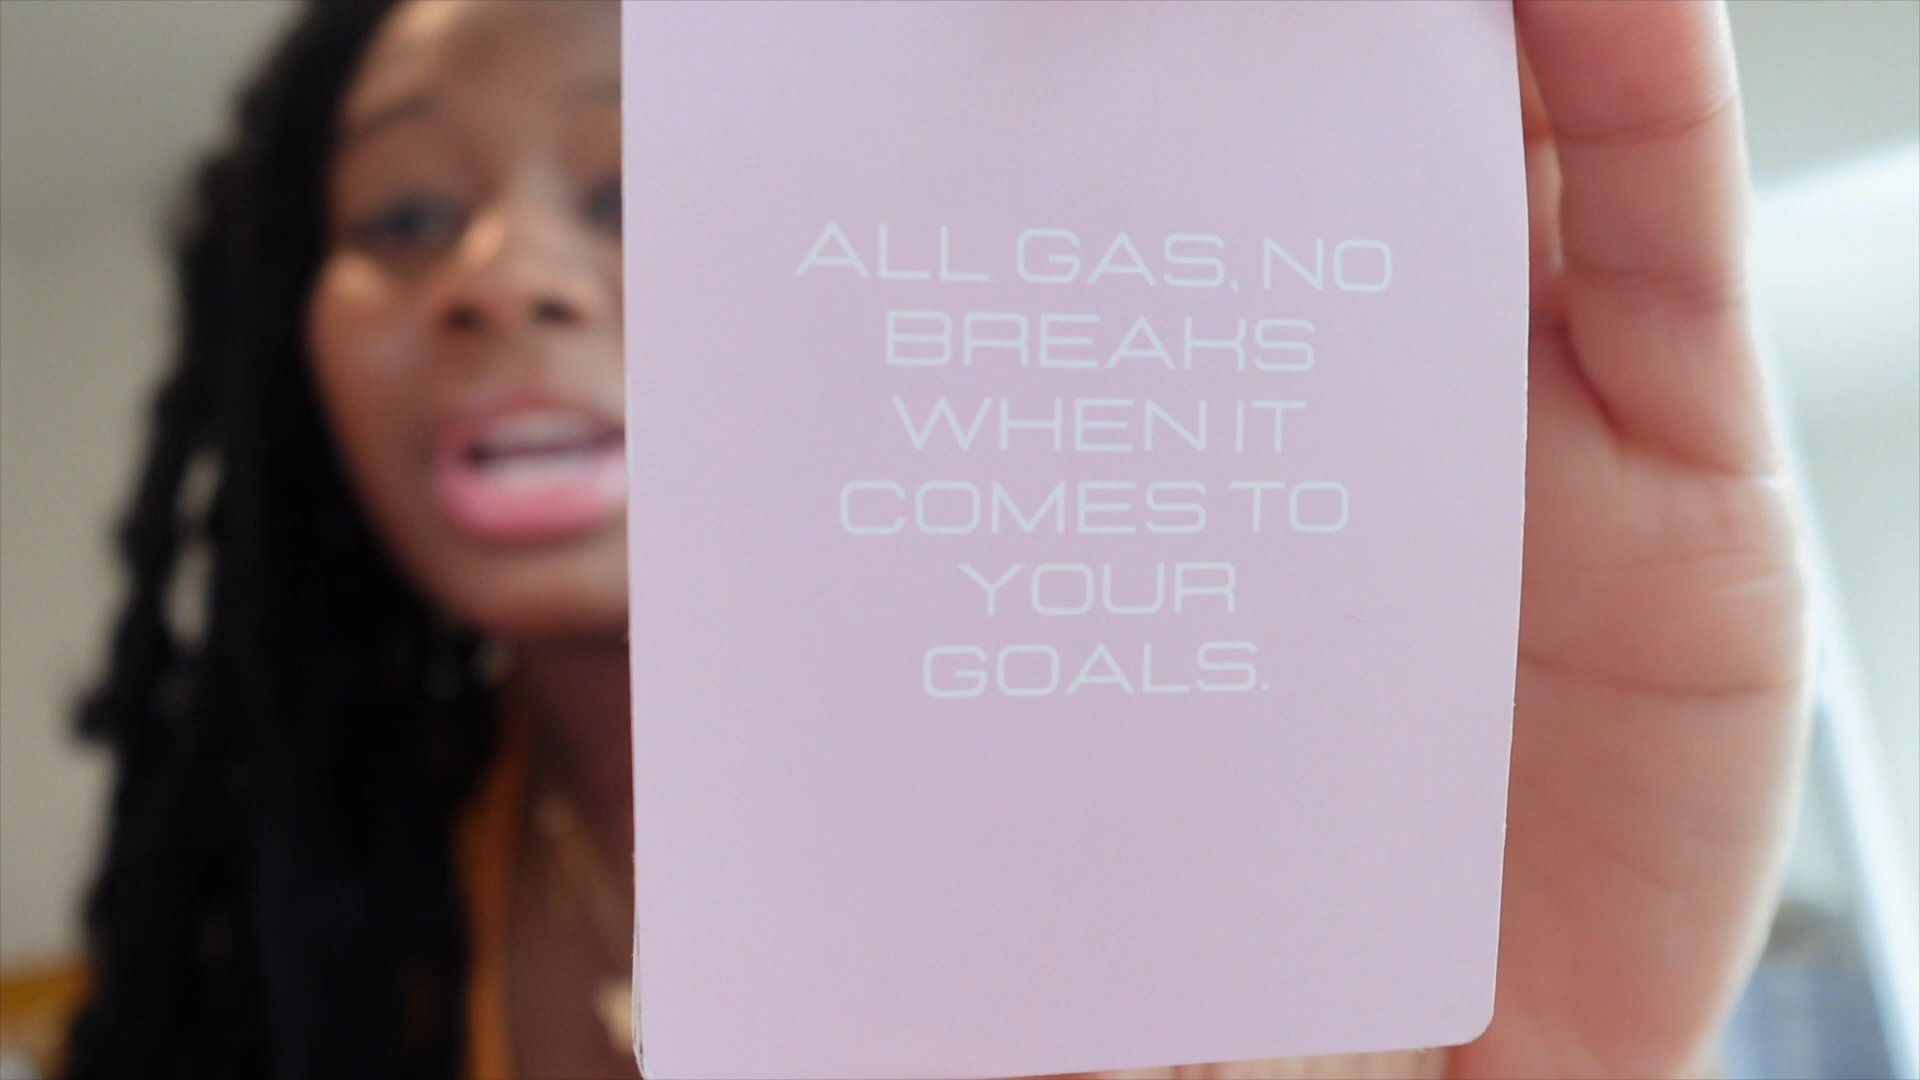 ALL GAS, NO
BREAKS
WHEN IT
COMES TO
YOUR
GOALS.